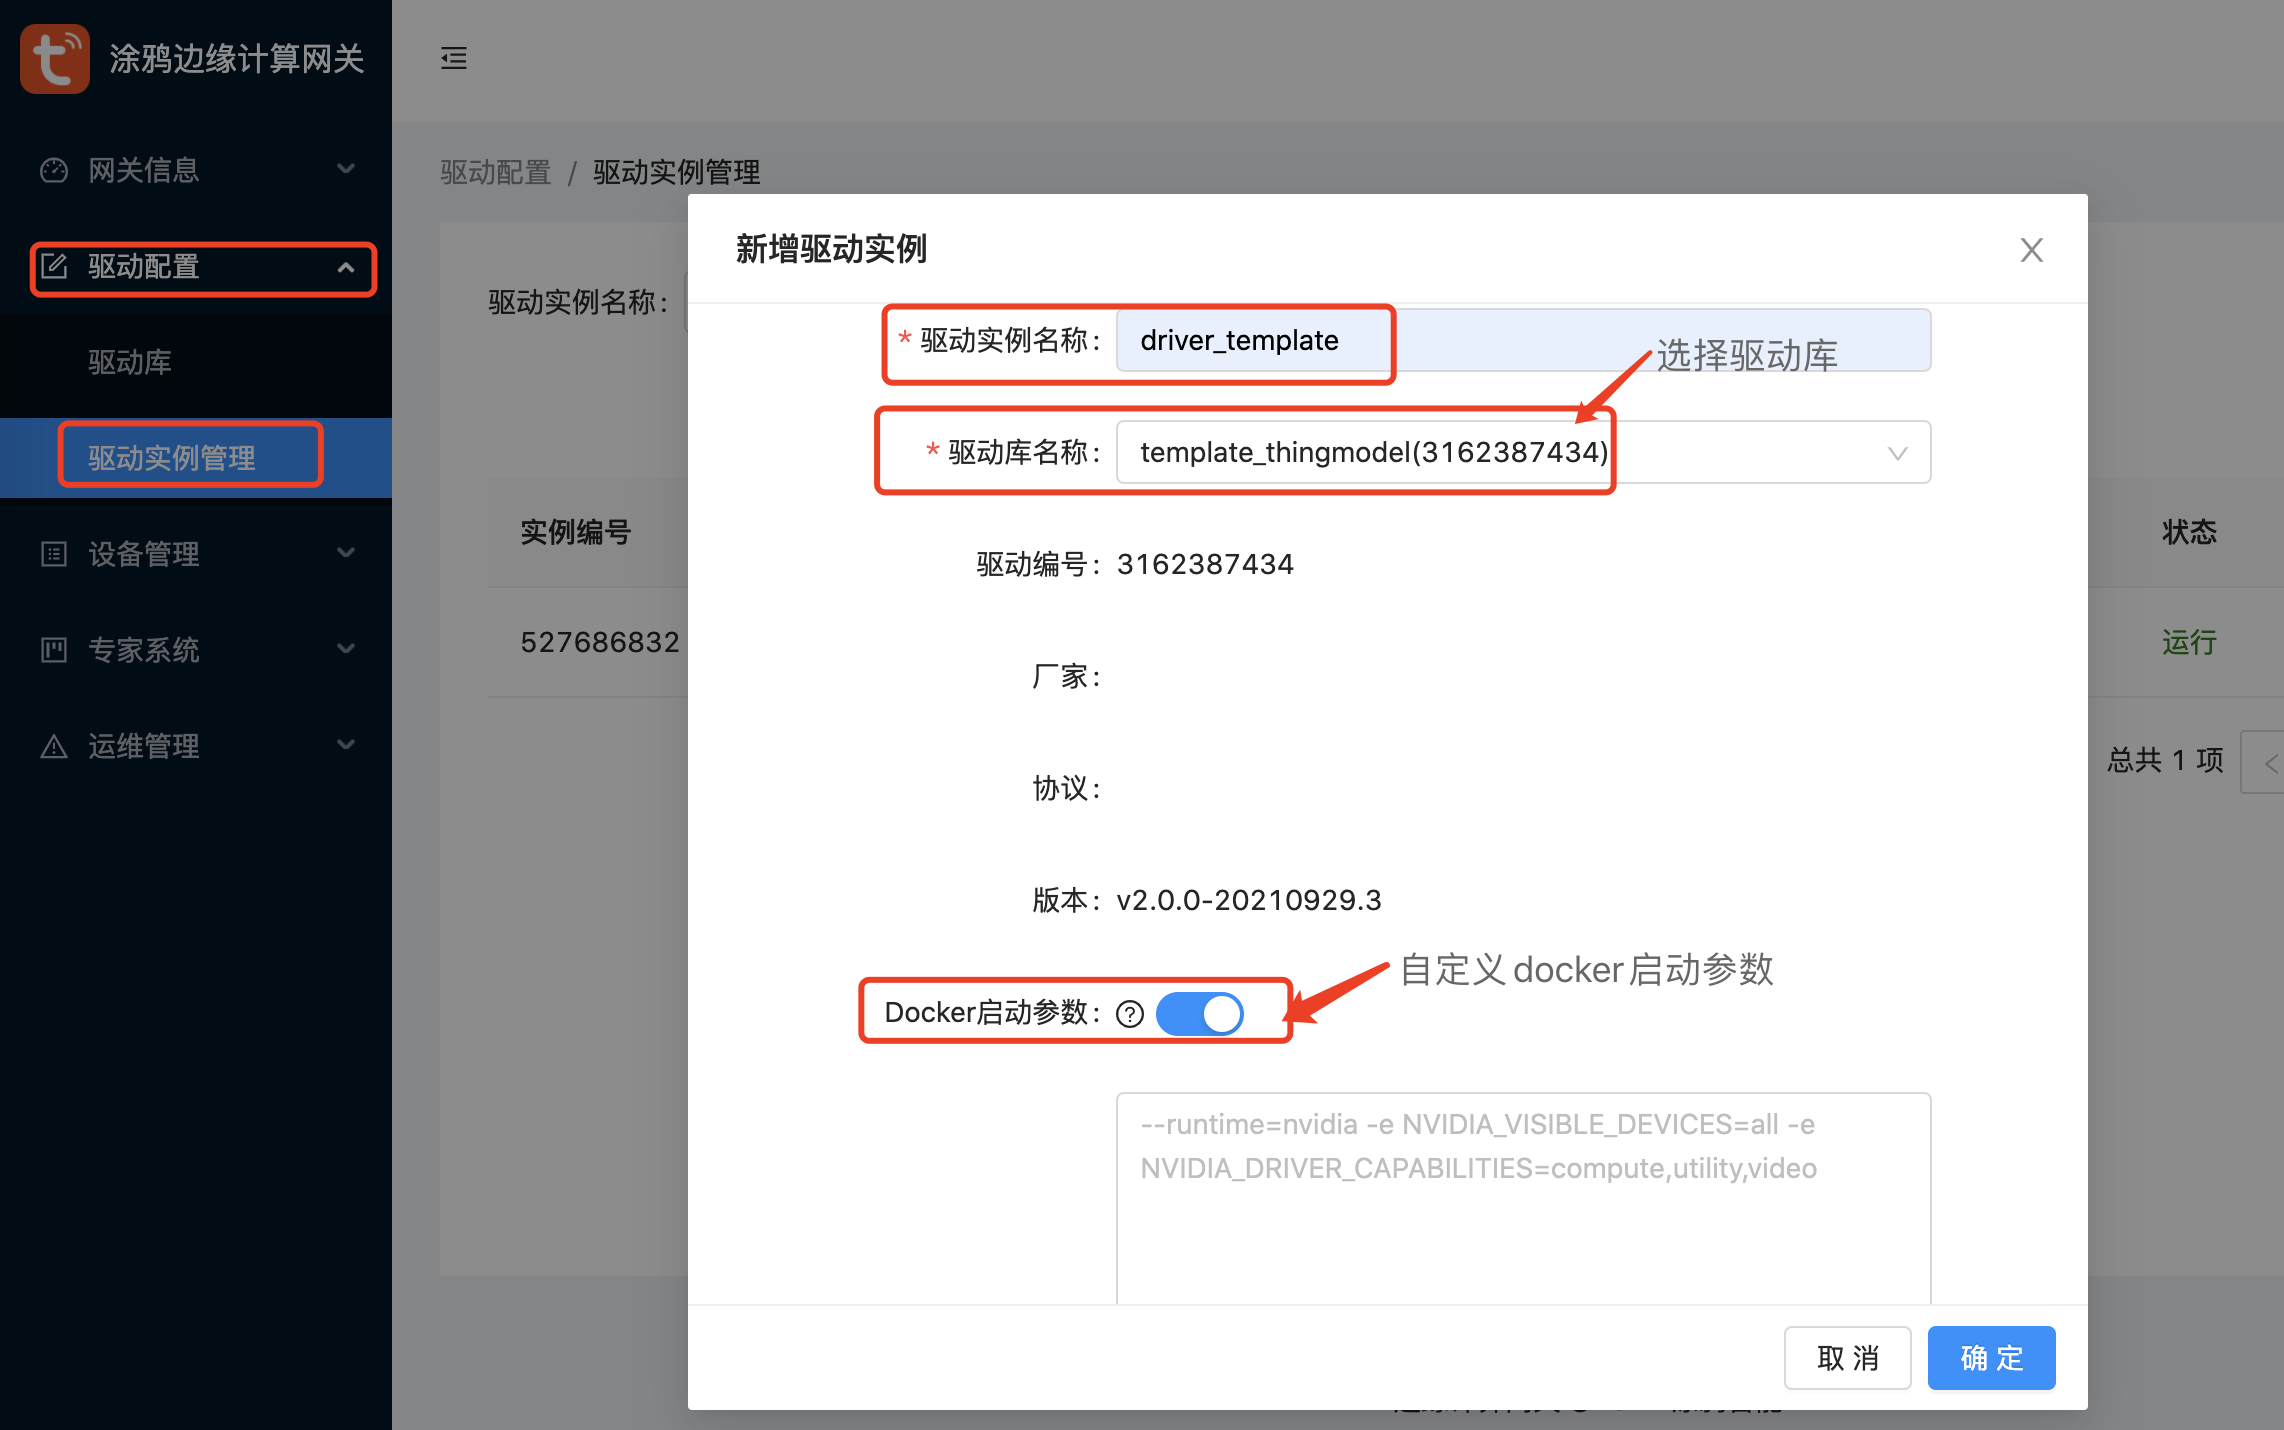 涂鸦边缘计算网关
网关信息
驱动配置
驱动库
驱动实例管理
设备管理
专家系统
运维管理
驱动配置 / 驱动实例管理
驱动实例名称：
实例编号
状态
527686832
运行
总共 1 项
新增驱动实例
* 驱动实例名称： driver_template
选择驱动库
* 驱动库名称： template_thingmodel(3162387434)
驱动编号： 3162387434
厂家：
协议：
版本： v2.0.0-20210929.3
自定义docker启动参数
Docker启动参数：
--runtime=nvidia -e NVIDIA_VISIBLE_DEVICES=all -e
NVIDIA_DRIVER_CAPABILITIES=compute,utility,video
取 消
确 定